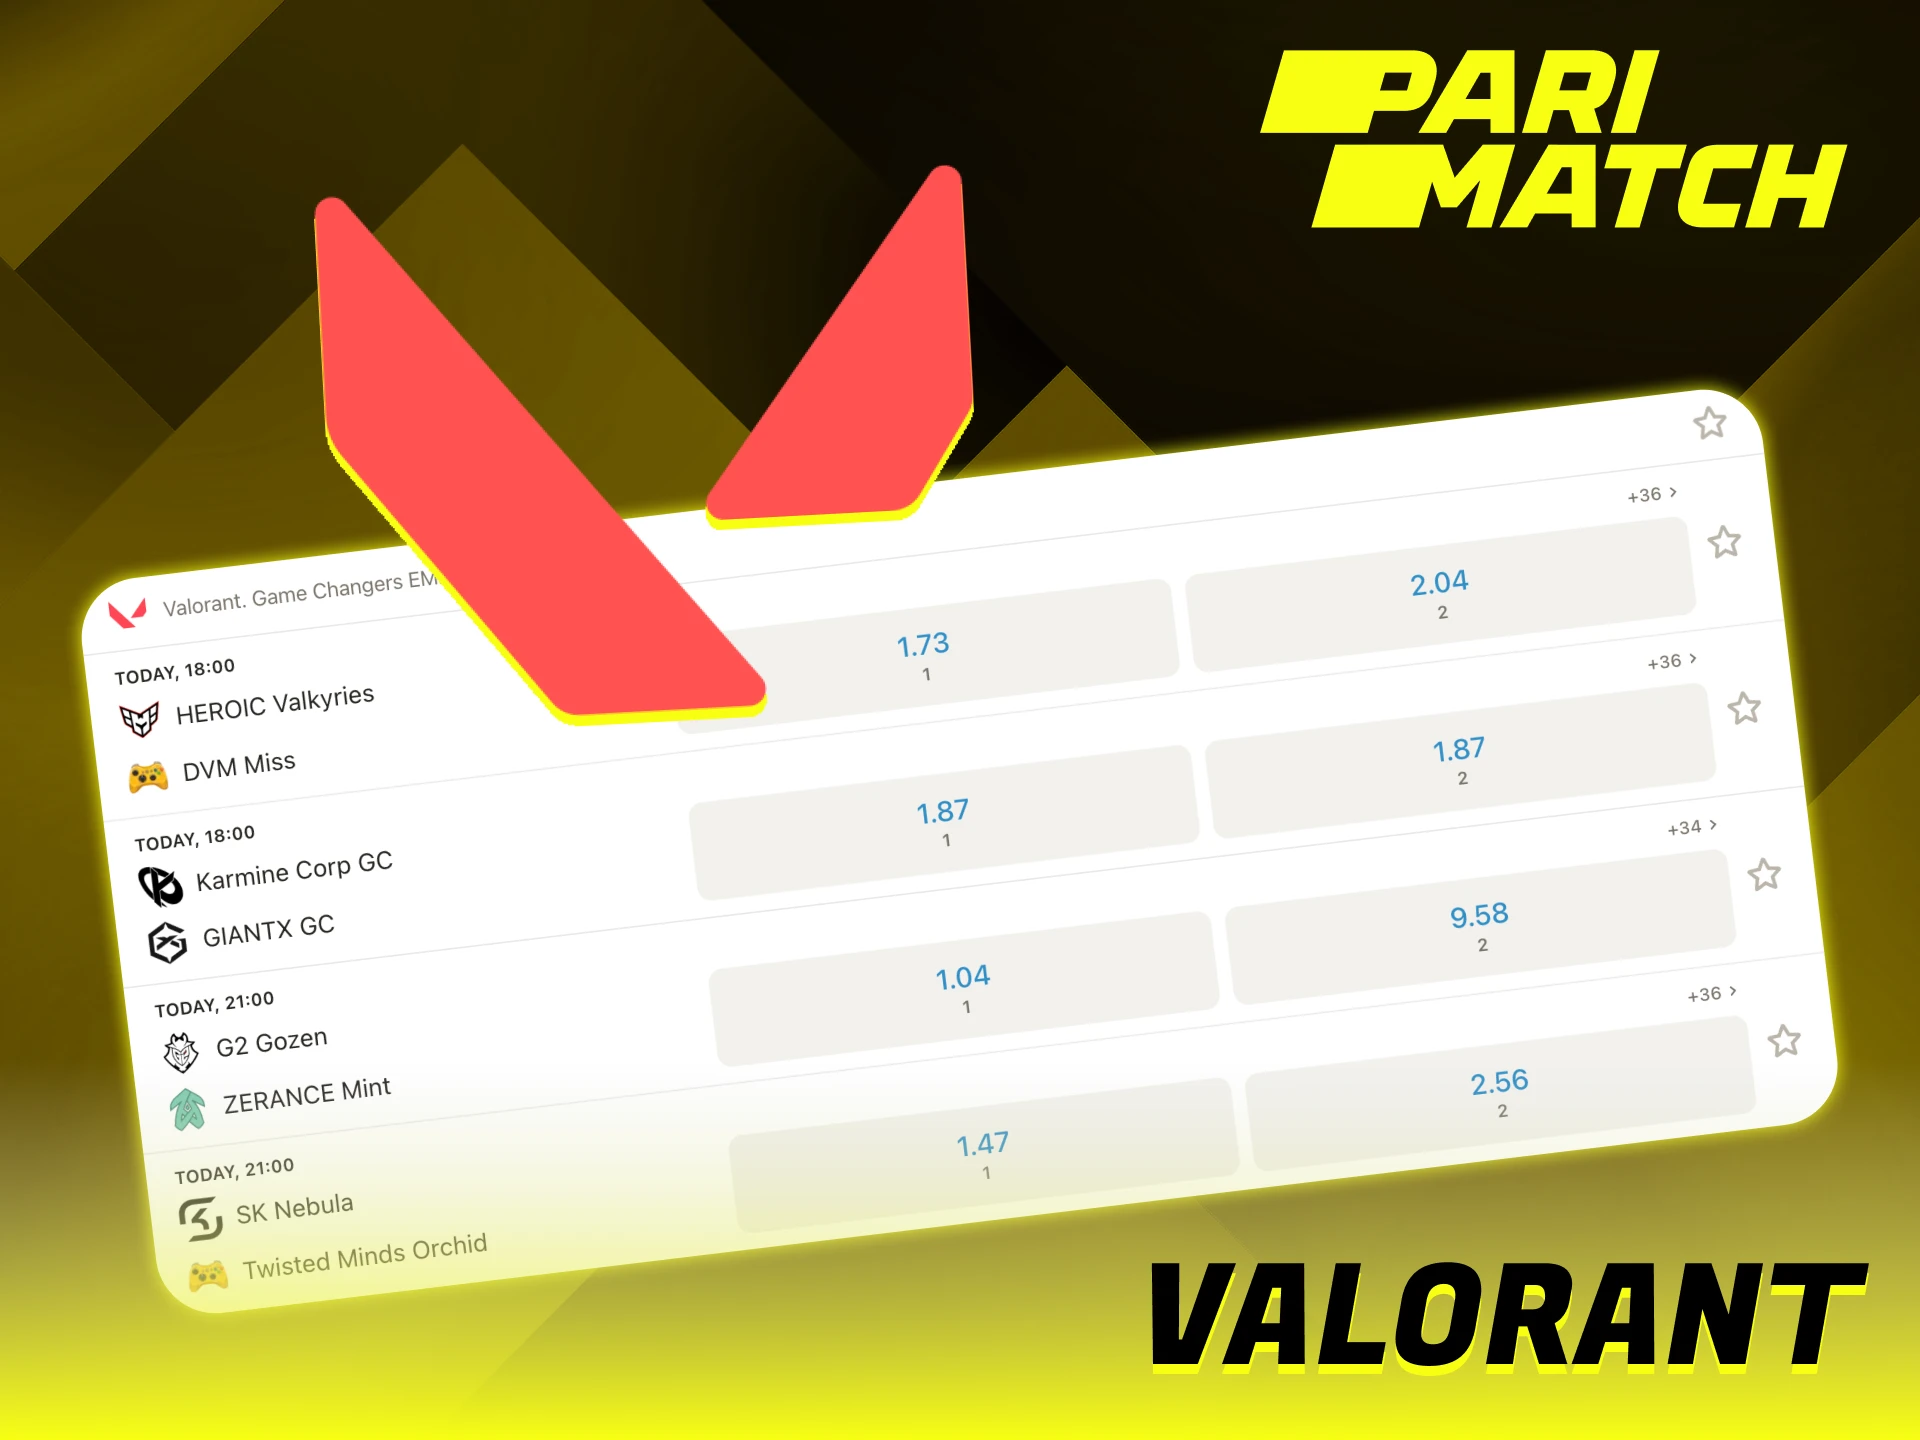 PARI
MATCH
Valorant. Game Changers
+36 >
TODAY, 18:00
HEROIC Valkyries
DVM Miss
1.73
1
2.04
2
+36 >
TODAY, 18:00
Karmine Corp GC
GIANTX GC
1.87
1
1.87
2
+34 >
TODAY, 21:00
G2 Gozen
ZERANCE Mint
1.04
1
9.58
2
+36 >
TODAY, 21:00
SK Nebula
Twisted Minds Orchid
1.47
1
2.56
2
VALORANT